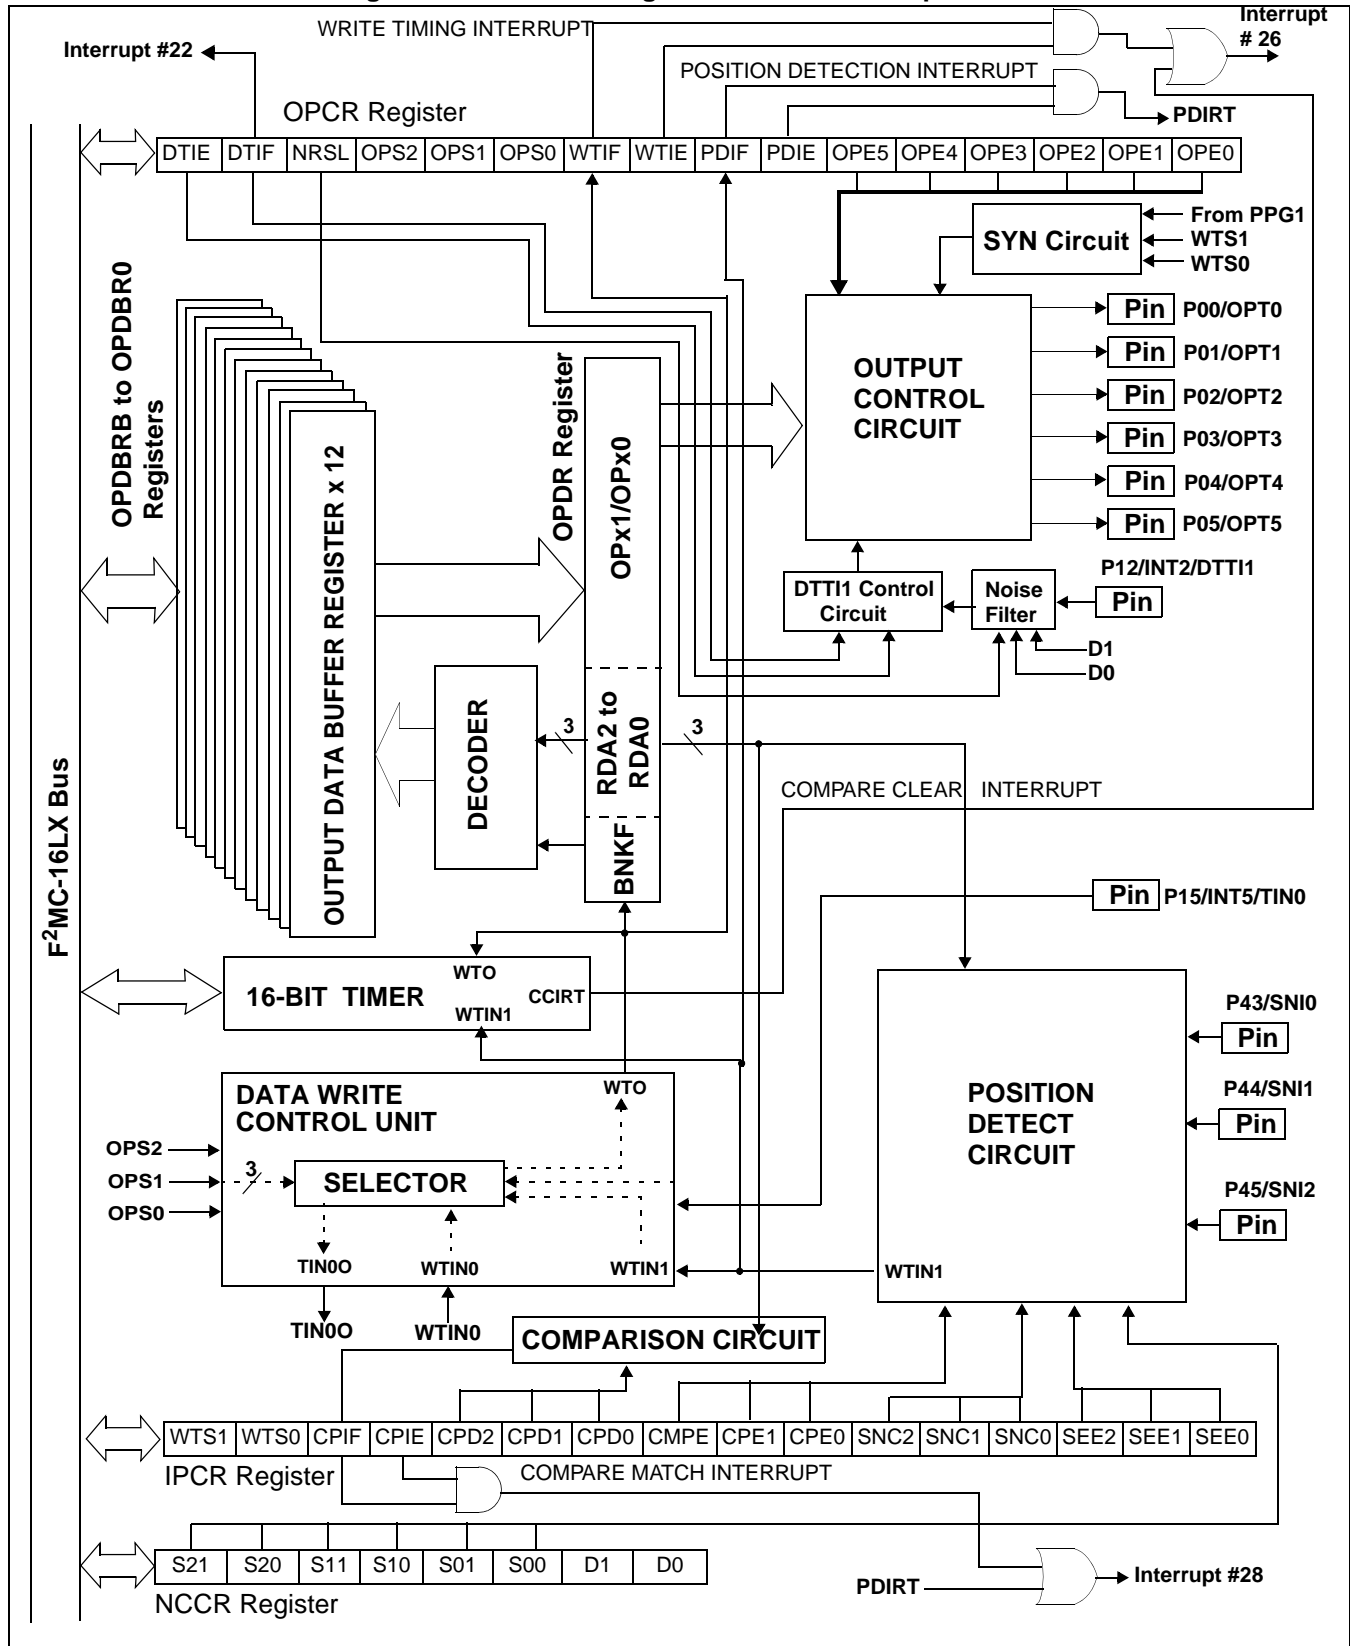 WRITE TIMING INTERRUPT
Interrupt
# 26
Interrupt #22
POSITION DETECTION INTERRUPT
OPCR Register
PDIRT
DTIE DTIF NRSL OPS2 OPS1 OPS0 WTIF WTIE PDIF PDIE OPE5 OPE4 OPE3 OPE2 OPE1 OPE0
SYN Circuit
From PPG1
WTS1
WTS0
OPDBRB to OPDBR0
Registers
OUTPUT DATA BUFFER REGISTER x 12
OPDR Register
OPx1/OPx0
RDA2 to
RDA0
BNKF
OUTPUT
CONTROL
CIRCUIT
Pin P00/OPT0
Pin P01/OPT1
Pin P02/OPT2
Pin P03/OPT3
Pin P04/OPT4
Pin P05/OPT5
P12/INT2/DTTI1
DTTI1 Control
Circuit
Noise
Filter
Pin
D1
D0
DECODER
3
3
COMPARE CLEAR INTERRUPT
F2MC-16LX Bus
Pin P15/INT5/TIN0
16-BIT TIMER
WTO
CCIRT
WTIN1
P43/SNI0
Pin
DATA WRITE
CONTROL UNIT
WTO
POSITION
DETECT
CIRCUIT
P44/SNI1
Pin
OPS2
OPS1
OPS0
3
SELECTOR
P45/SNI2
Pin
TIN0O
WTIN0
WTIN1
WTIN1
TIN0O
WTIN0
COMPARISON CIRCUIT
WTS1 WTS0 CPIF CPIE CPD2 CPD1 CPD0 CMPE CPE1 CPE0 SNC2 SNC1 SNC0 SEE2 SEE1 SEE0
IPCR Register
COMPARE MATCH INTERRUPT
S21 S20 S11 S10 S01 S00 D1 D0
NCCR Register
PDIRT
Interrupt #28